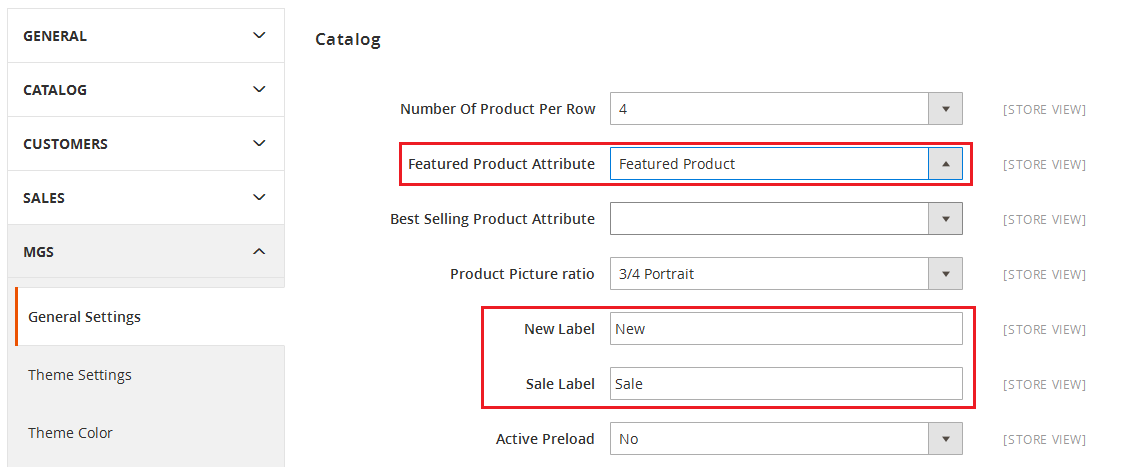 GENERAL
CATALOG
CUSTOMERS
SALES
MGS
General Settings
Theme Settings
Theme Color
Catalog
Number Of Product Per Row 4 [STORE VIEW]
Featured Product Attribute Featured Product [STORE VIEW]
Best Selling Product Attribute [STORE VIEW]
Product Picture ratio 3/4 Portrait [STORE VIEW]
New Label New [STORE VIEW]
Sale Label Sale [STORE VIEW]
Active Preload No [STORE VIEW]